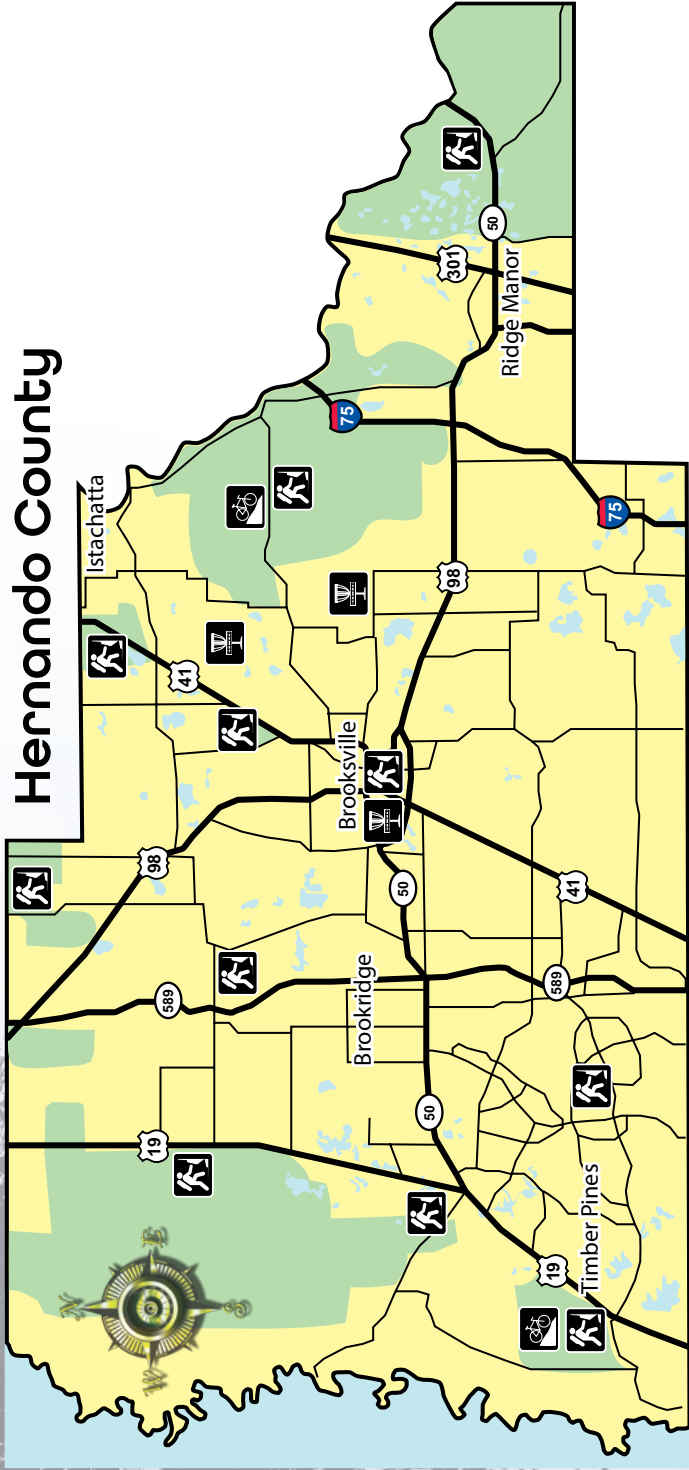 Hernando County
Istachatta
41
98
589
19
N
E
S
W
75
301
50
Ridge Manor
75
98
Brooksville
50
41
Brookridge
589
50
19
Timber Pines